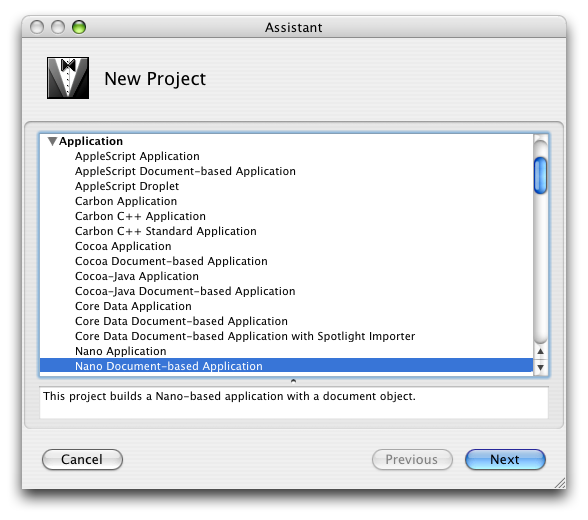 Assistant
New Project
Application
AppleScript Application
AppleScript Document-based Application
AppleScript Droplet
Carbon Application
Carbon C++ Application
Carbon C++ Standard Application
Cocoa Application
Cocoa Document-based Application
Cocoa-Java Application
Cocoa-Java Document-based Application
Core Data Application
Core Data Document-based Application
Core Data Document-based Application with Spotlight Importer
Nano Application
Nano Document-based Application
This project builds a Nano-based application with a document object.
Cancel Previous Next